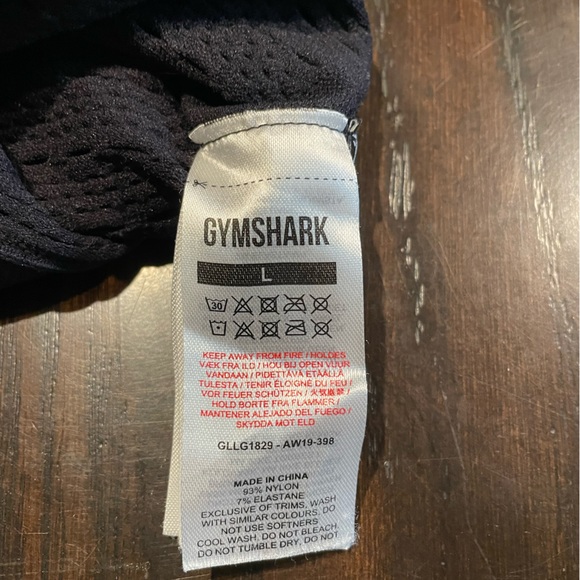 GYMSHARK
L
30
KEEP AWAY FROM FIRE / HOLDES
VÆK FRA ILD / HOU BIJ OPEN VUUR
VANDAAN / PIDETTÄVÄ ETÄÄLLÄ
TULESTA / TENIR ÉLOIGNÉ DU FEU /
VOR FEUER SCHÜTZEN / 火気厳禁 /
HOLD BORTE FRA FLAMMER /
MANTENER ALEJADO DEL FUEGO /
SKYDDA MOT ELD
GLLG1829 - AW19-398
MADE IN CHINA
93% NYLON
7% ELASTANE
EXCLUSIVE OF TRIMS, WASH
WITH SIMILAR COLOURS, DO
NOT USE SOFTNERS
COOL WASH, DO NOT BLEACH,
DO NOT TUMBLE DRY, DO NOT